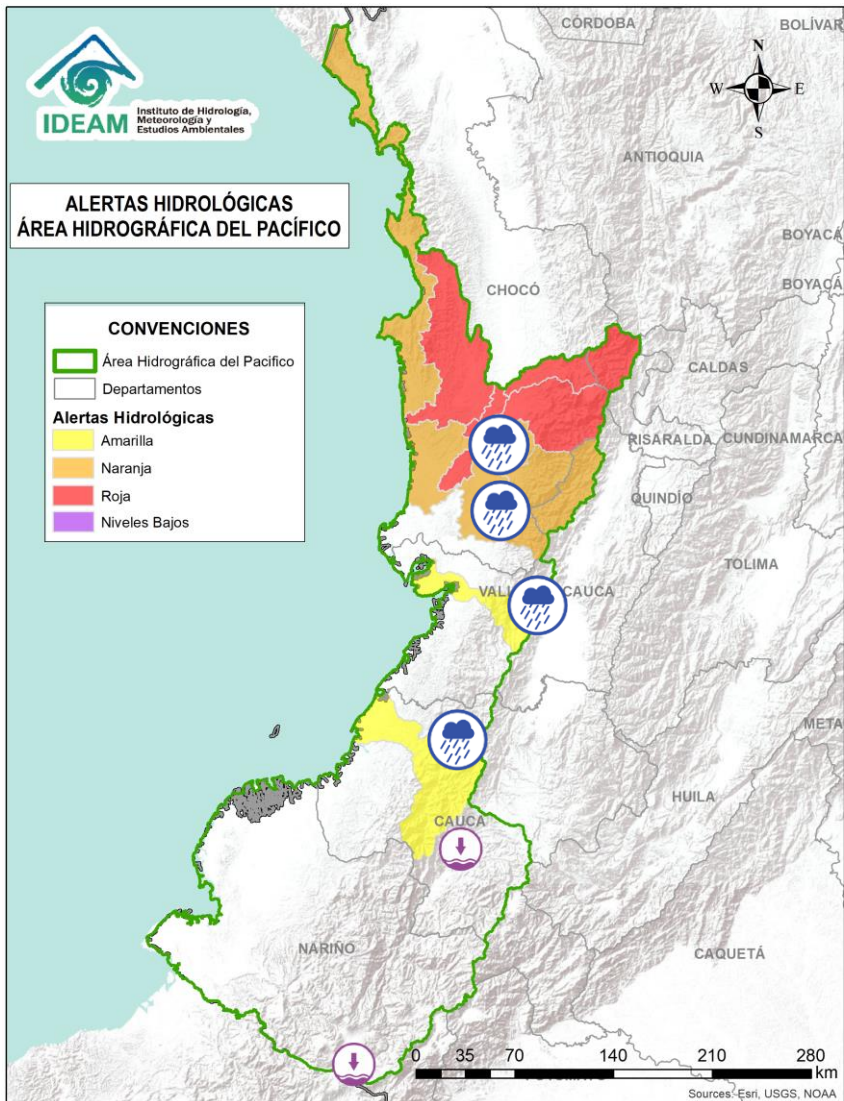 CÓRDOBA
BOLÍVAR
N
W E
S
IDEAM
Instituto de Hidrología,
Meteorología y
Estudios Ambientales
ANTIOQUIA
ALERTAS HIDROLÓGICAS
ÁREA HIDROGRÁFICA DEL PACÍFICO
BOYACÁ
BOYACÁ
CHOCÓ
CONVENCIONES
Área Hidrográfica del Pacifico
Departamentos
Alertas Hidrológicas
Amarilla
Naranja
Roja
Niveles Bajos
CALDAS
RISARALDA
CUNDINAMARCA
QUINDÍO
TOLIMA
VALL
CAUCA
META
HUILA
CAUCA
NARIÑO
CAQUETÁ
0 35 70 140 210 280
km
Sources: Esri, USGS, NOAA